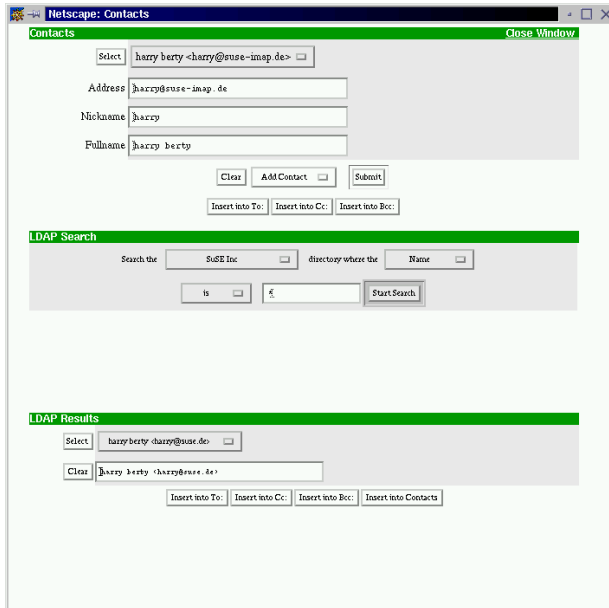 Netscape: Contacts
Contacts Close Window
Select harry berty <harry@suse-imap.de>
Address harry@suse-imap.de
Nickname harry
Fullname harry berty
Clear Add Contact Submit
Insert into To: Insert into Cc: Insert into Bcc:
LDAP Search
Search the SuSE Inc directory where the Name
is Start Search
LDAP Results
Select harry berty <harry@suse.de>
Clear harry berty <harry@suse.de>
Insert into To: Insert into Cc: Insert into Bcc: Insert into Contacts